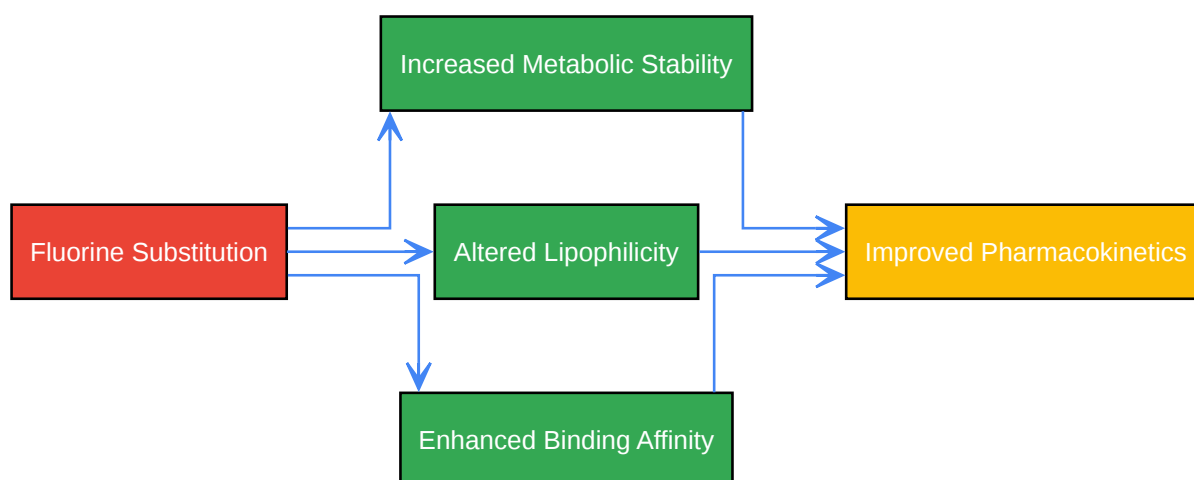 Increased Metabolic Stability
Fluorine Substitution
Altered Lipophilicity
Improved Pharmacokinetics
Enhanced Binding Affinity